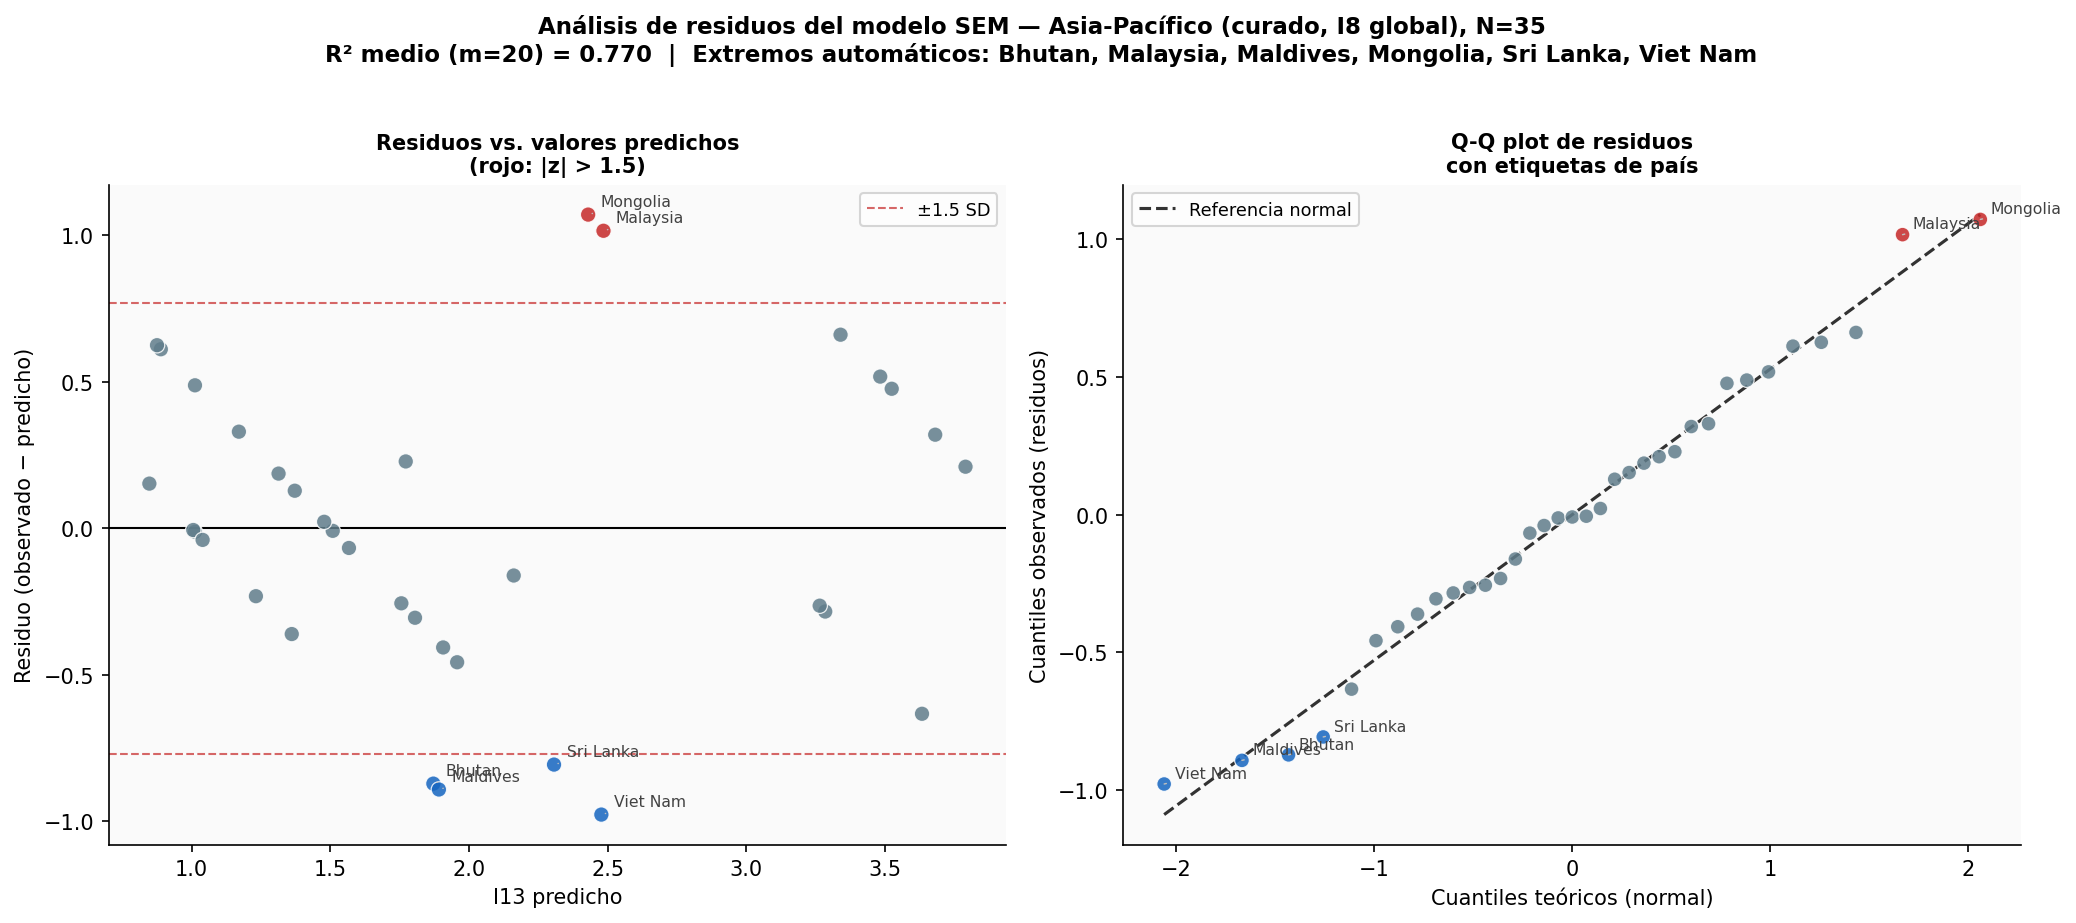 Análisis de residuos del modelo SEM — Asia-Pacífico (curado, I8 global), N=35
R² medio (m=20) = 0.770 | Extremos automáticos: Bhutan, Malaysia, Maldives, Mongolia, Sri Lanka, Viet Nam
Residuos vs. valores predichos
(rojo: |z| > 1.5)
Residuo (observado − predicho)
1.0
0.5
0.0
−0.5
−1.0
Mongolia
Malaysia
±1.5 SD
Sri Lanka
Bhutan
Maldives
Viet Nam
1.0 1.5 2.0 2.5 3.0 3.5
I13 predicho
Q-Q plot de residuos
con etiquetas de país
Cuantiles observados (residuos)
1.0
0.5
0.0
−0.5
−1.0
Referencia normal
Mongolia
Malaysia
Sri Lanka
Bhutan
Maldives
Viet Nam
−2 −1 0 1 2
Cuantiles teóricos (normal)